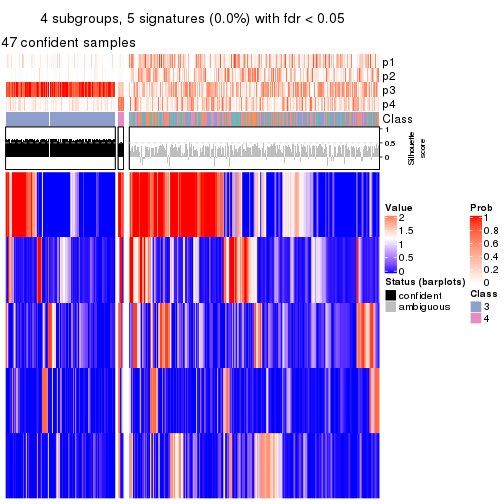 4 subgroups, 5 signatures (0.0%) with fdr < 0.05
47 confident samples
p1
p2
p3
p4
Class
1
0.5
0
Silhouette
score
Value
2
1.5
1
0.5
0
Prob
1
0.8
0.6
0.4
0.2
0
Status (barplots)
confident
ambiguous
Class
3
4